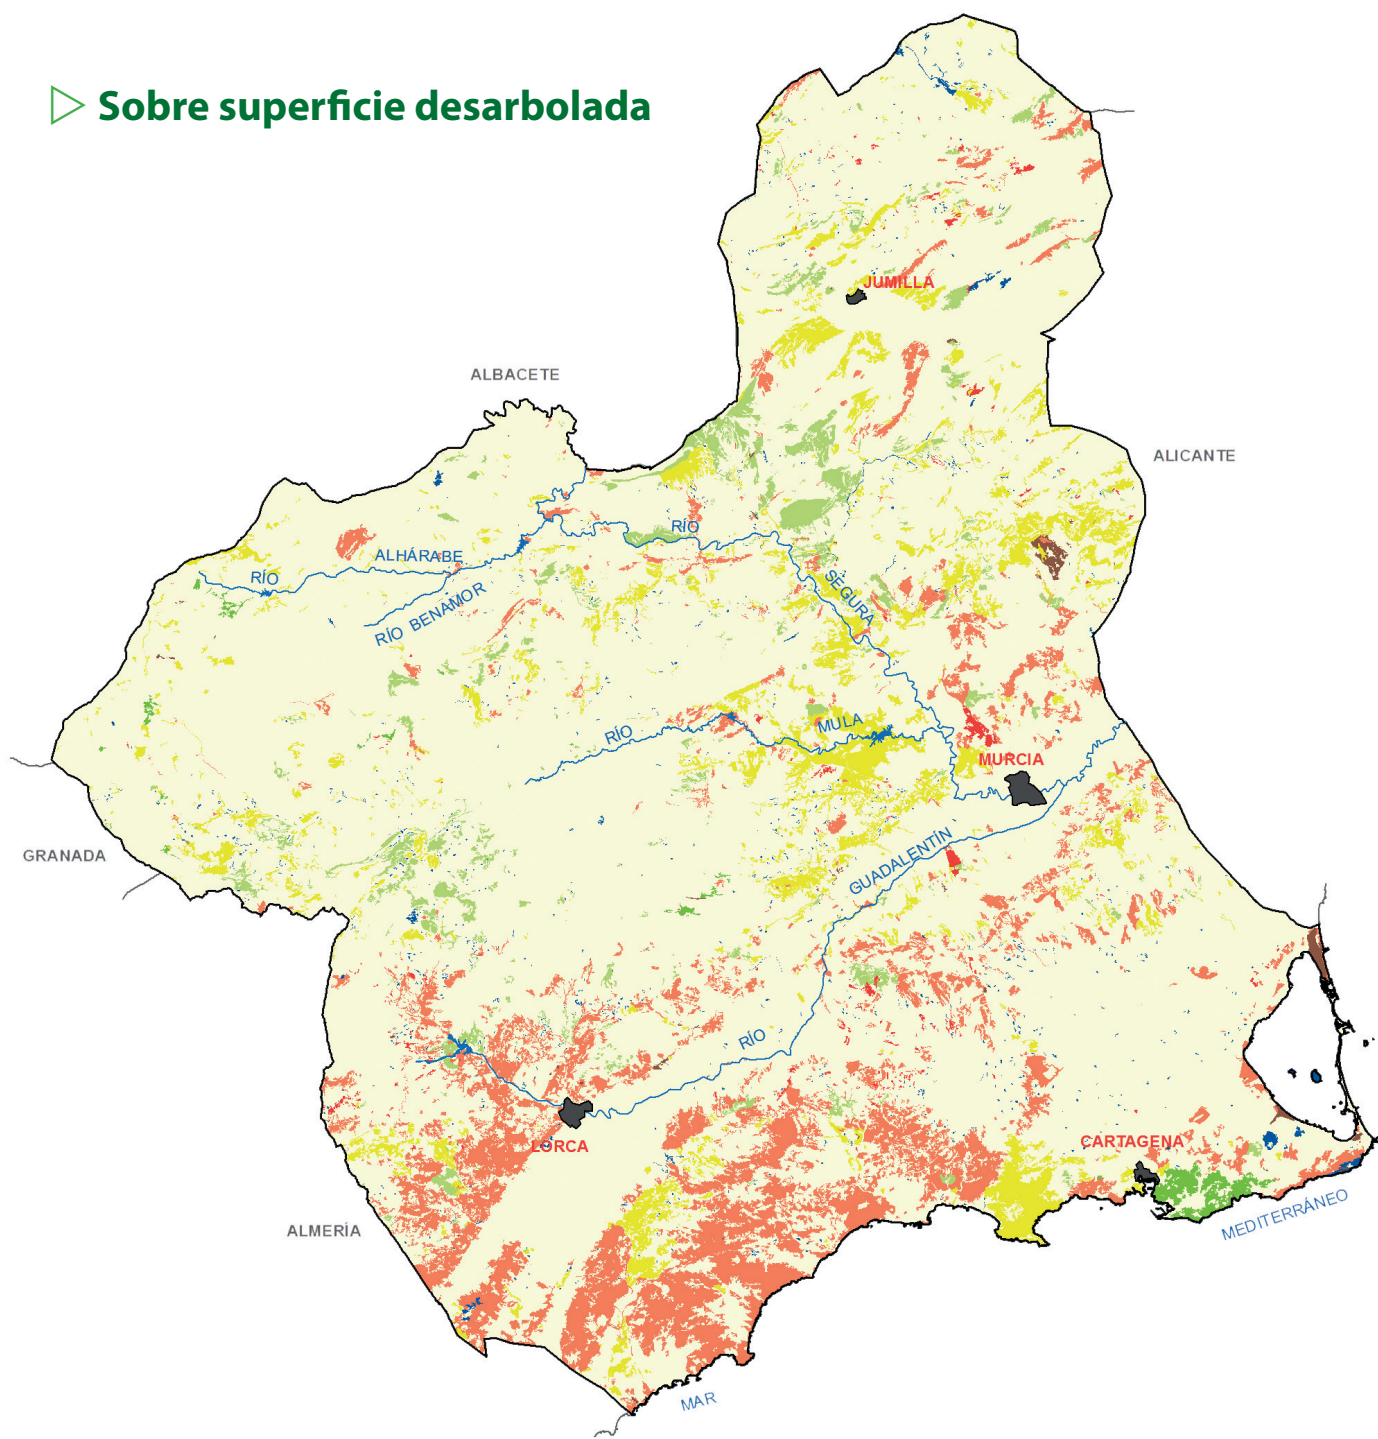 Sobre superficie desarbolada
JUMILLA
ALBACETE
ALICANTE
RÍO
ALHÁRABE
RÍO
SEGURA
RÍO BENAMOR
RÍO
MULA
MURCIA
GUADALENTÍN
GRANADA
RÍO
LORCA
CARTAGENA
ALMERÍA
MEDITERRÁNEO
MAR